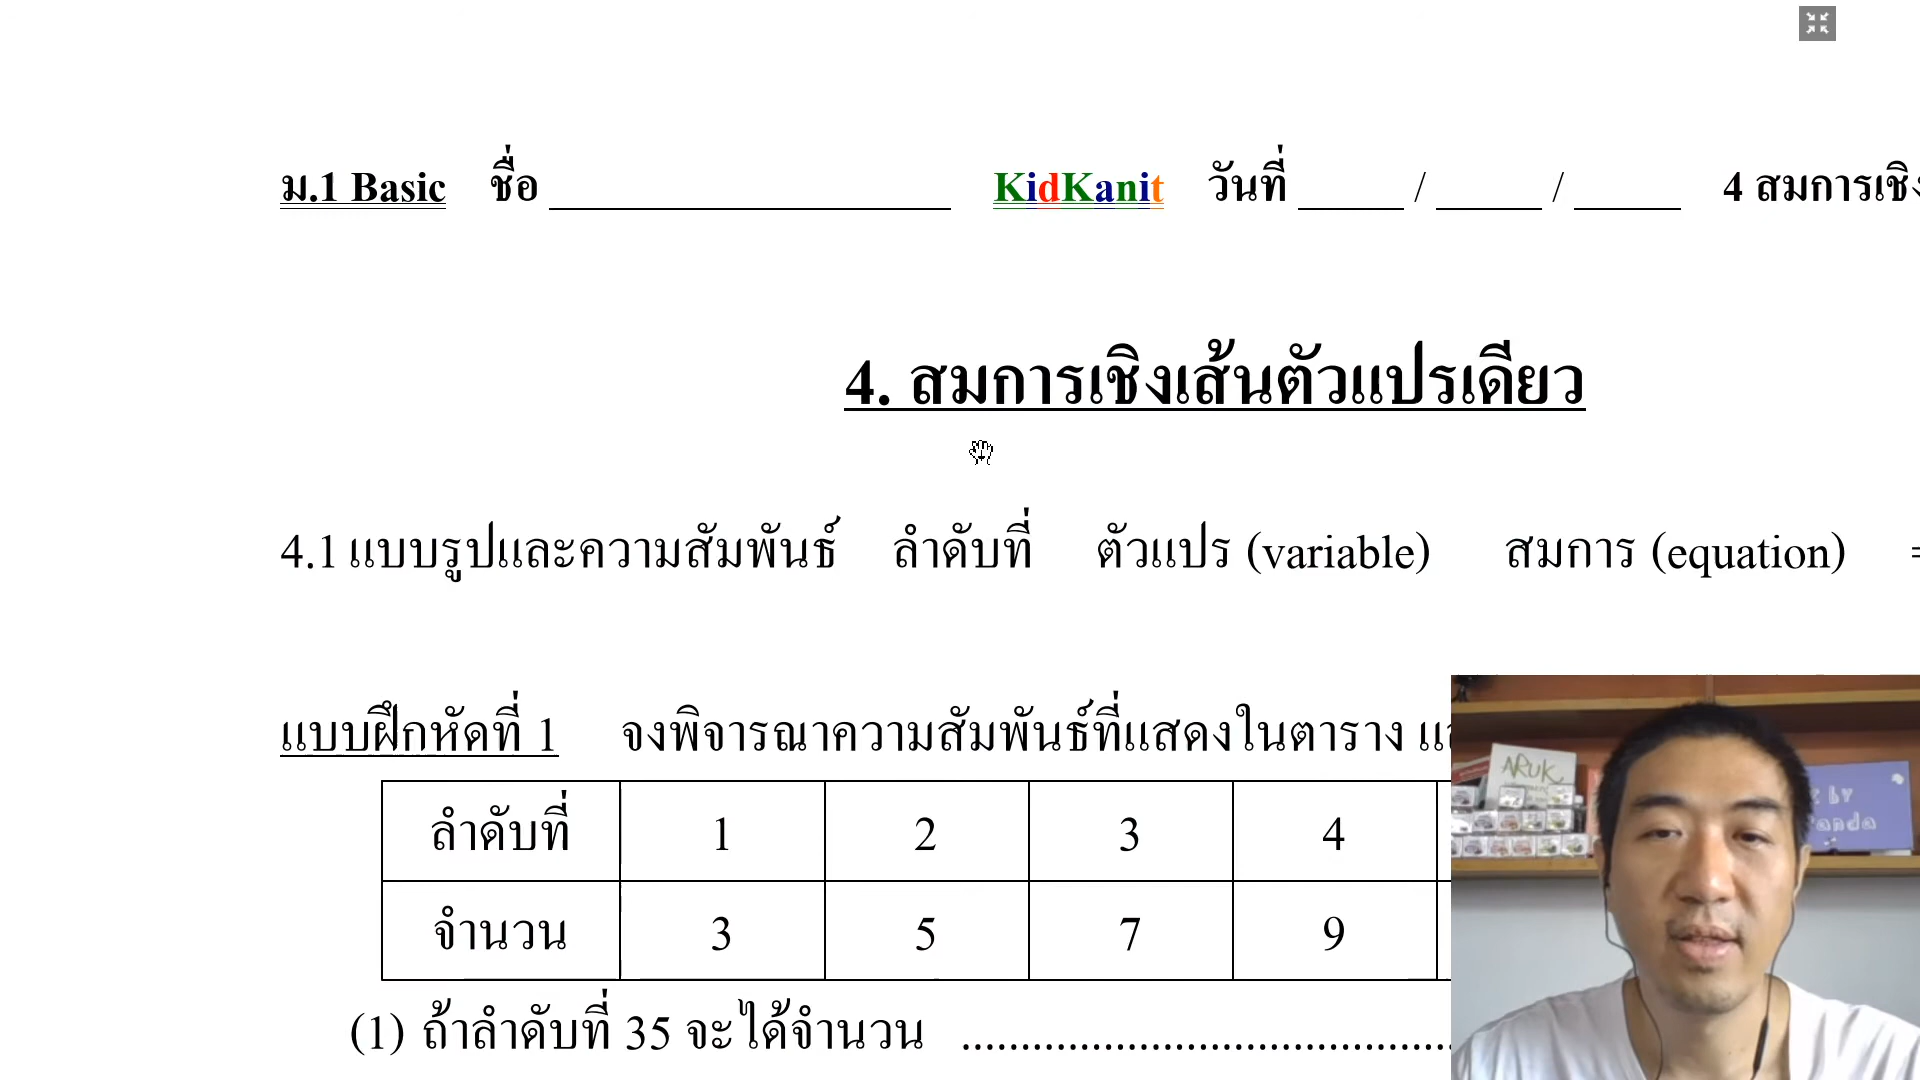 ม.1 Basic ชื่อ KidKanit วันที่ / / 4 สมการเชิง
4. สมการเชิงเส้นตัวแปรเดียว
4.1 แบบรูปและความสัมพันธ์ ลำดับที่ ตัวแปร (variable) สมการ (equation) =
แบบฝึกหัดที่ 1 จงพิจารณาความสัมพันธ์ที่แสดงในตาราง
ลำดับที่ 1 2 3 4
จำนวน 3 5 7 9
(1) ถ้าลำดับที่ 35 จะได้จำนวน ........................................
ARUK